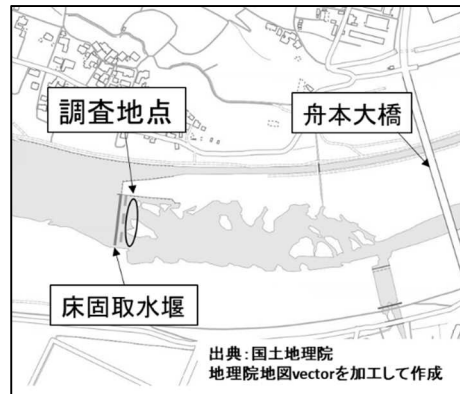 調査地点
舟本大橋
床固取水堰
出典：国土地理院
地理院地図vectorを加工して作成